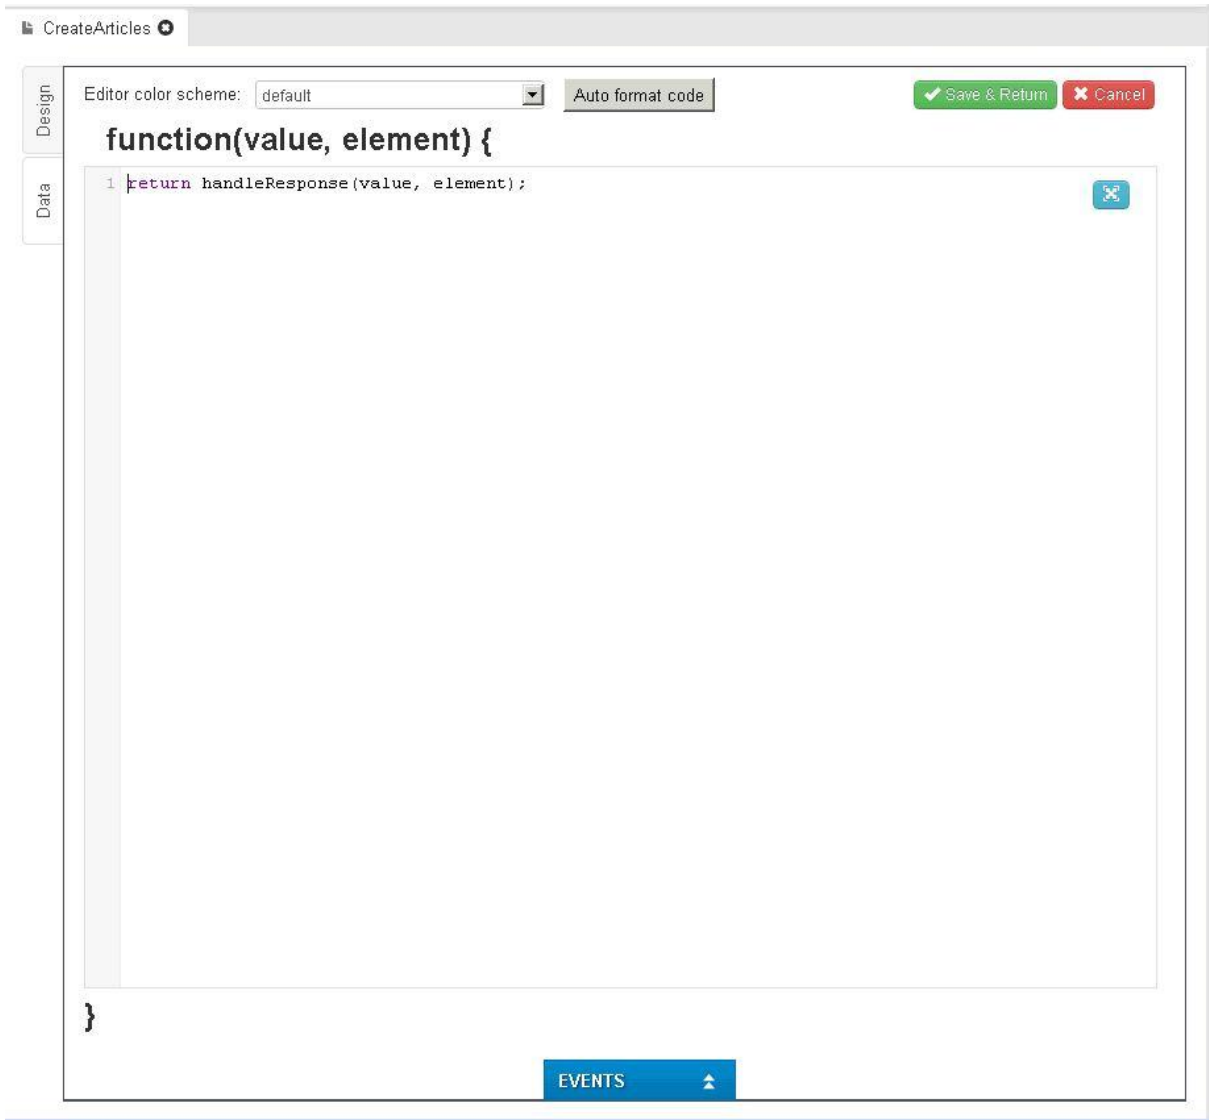 CreateArticles
Design
Data
Editor color scheme: default Auto format code Save & Return Cancel
function(value, element) {
1 return handleResponse(value, element);
}
EVENTS